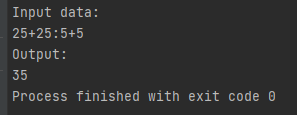 Input data:
25+25:5+5
Output:
35
Process finished with exit code 0